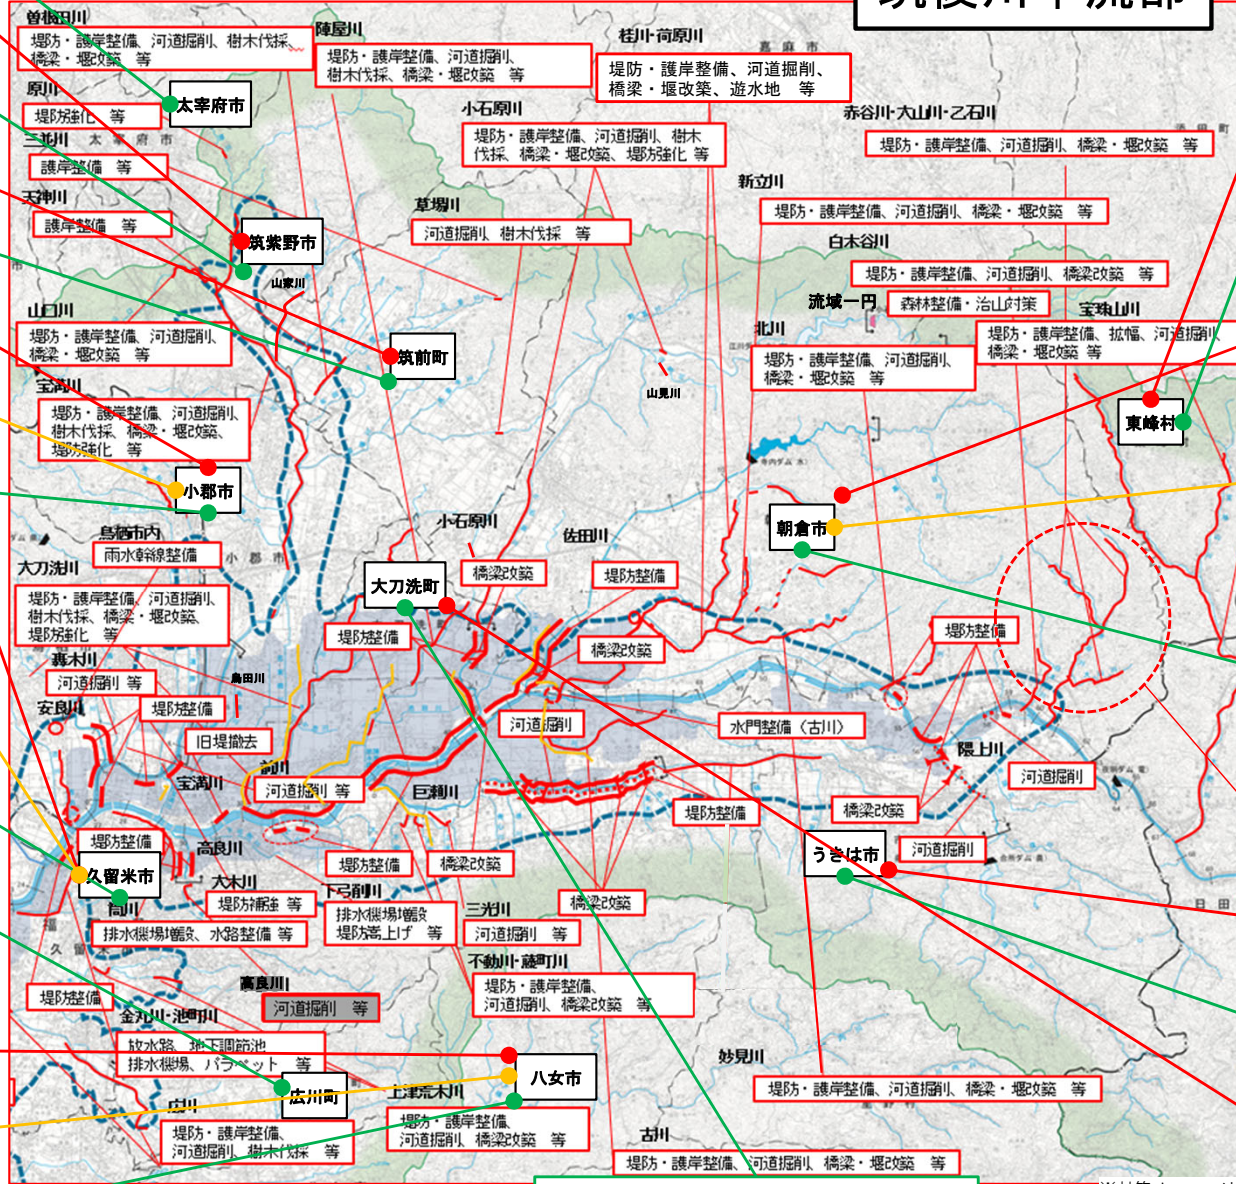 曽根田川
堤防・護岸整備、河道掘削、樹木伐採、
橋梁・堰改築 等
陣屋川
堤防・護岸整備、河道掘削、
樹木伐採、橋梁・堰改築 等
桂川・荷原川
嘉麻市
堤防・護岸整備、河道掘削、
橋梁・堰改築、遊水地 等
原川
堤防強化 等
太宰府市
小石原川
堤防・護岸整備、河道掘削、樹木
伐採、橋梁・堰改築、堤防強化 等
赤谷川・大山川・乙石川
堤防・護岸整備、河道掘削、橋梁・堰改築 等
三並川
太宰府市
護岸整備 等
天神川
護岸整備 等
草場川
河道掘削、樹木伐採 等
新立川
堤防・護岸整備、河道掘削、橋梁・堰改築 等
筑紫野市
白木谷川
堤防・護岸整備、河道掘削、橋梁改築 等
山家川
流域一円
森林整備・治山対策
山口川
堤防・護岸整備、河道掘削、
橋梁・堰改築 等
宝珠山川
堤防・護岸整備、拡幅、河道掘削、
橋梁・堰改築 等
北川
堤防・護岸整備、河道掘削、
橋梁・堰改築 等
筑前町
山見川
宝満川
堤防・護岸整備、河道掘削、
樹木伐採、橋梁・堰改築、
堤防強化 等
東峰村
小郡市
寺内ダム
朝倉市
鳥栖市内
雨水幹線整備
小郡市
小石原川
佐田川
橋梁改築
堤防整備
大刀洗川
堤防・護岸整備、河道掘削、
樹木伐採、橋梁・堰改築、
堤防強化 等
大刀洗町
堤防整備
橋梁改築
堤防整備
轟木川
河道掘削 等
鳥田川
安良川
堤防整備
旧堤撤去
河道掘削
水門整備（古川）
隈上川
河道掘削
宝満川
前川
河道掘削 等
巨瀬川
堤防整備
橋梁改築
堤防整備
高良川
堤防整備
橋梁改築
うきは市
河道掘削
久留米市
大木川
堤防補強 等
筒川
排水機場増設、水路整備 等
下弓削川
排水機場増設
堤防嵩上げ 等
三光川
河道掘削 等
橋梁改築
日田
不動川・蔵町川
堤防・護岸整備、
河道掘削、橋梁改築 等
高良川
河道掘削 等
堤防整備
金丸川・池町川
放水路、地下調節池
排水機場、パラペット 等
八女市
妙見川
堤防・護岸整備、河道掘削、橋梁・堰改築 等
広川町
上津荒木川
堤防・護岸整備、
河道掘削、橋梁改築 等
広川
堤防・護岸整備、
河道掘削、樹木伐採 等
古川
堤防・護岸整備、河道掘削、橋梁・堰改築 等